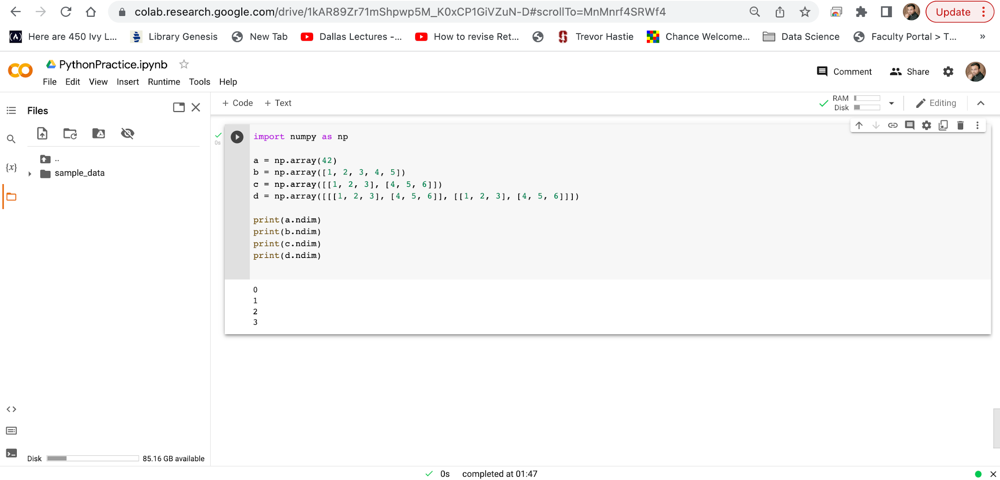 colab.research.google.com/drive/1kAR89Zr71mShpwp5M_K0xCP1GiVZuN-D#scrollTo=MnMnrf4SRWf4
Update
Here are 450 Ivy L...
Library Genesis
New Tab
Dallas Lectures -...
How to revise Ret...
Trevor Hastie
Chance Welcome...
Data Science
Faculty Portal > T...
»
PythonPractice.ipynb
Comment
Share
File Edit View Insert Runtime Tools Help
Files
+ Code + Text
RAM
Disk
Editing
..
{x}
sample_data
0s
import numpy as np
a = np.array(42)
b = np.array([1, 2, 3, 4, 5])
c = np.array([[1, 2, 3], [4, 5, 6]])
d = np.array([[[1, 2, 3], [4, 5, 6]], [[1, 2, 3], [4, 5, 6]]])
print(a.ndim)
print(b.ndim)
print(c.ndim)
print(d.ndim)
0
1
2
3
Disk 85.16 GB available
0s completed at 01:47